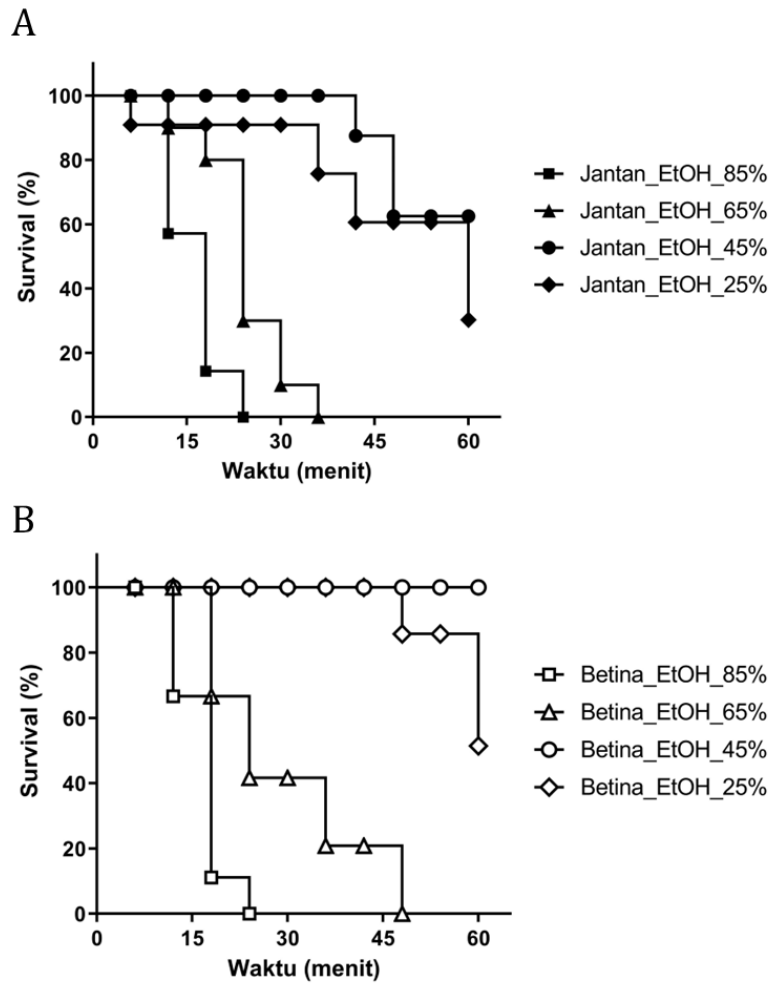 A
Survival (%)
100
80
60
40
20
0
0 15 30 45 60
Waktu (menit)
Jantan_EtOH_85%
Jantan_EtOH_65%
Jantan_EtOH_45%
Jantan_EtOH_25%
B
Survival (%)
100
80
60
40
20
0
0 15 30 45 60
Waktu (menit)
Betina_EtOH_85%
Betina_EtOH_65%
Betina_EtOH_45%
Betina_EtOH_25%